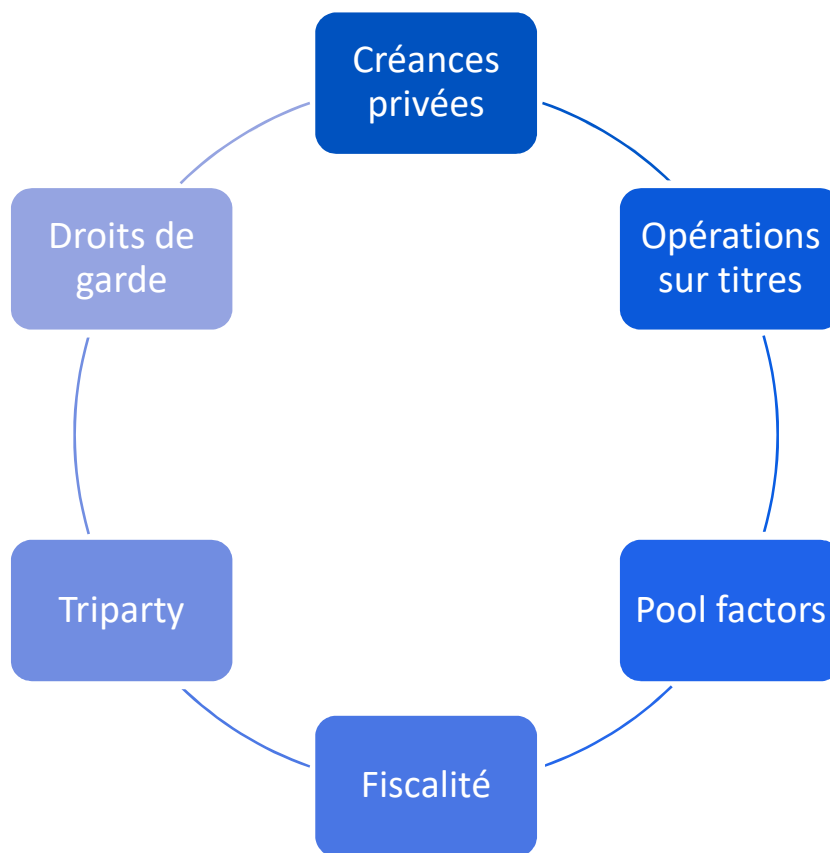 Créances
privées
Opérations
sur titres
Pool factors
Fiscalité
Triparty
Droits de
garde